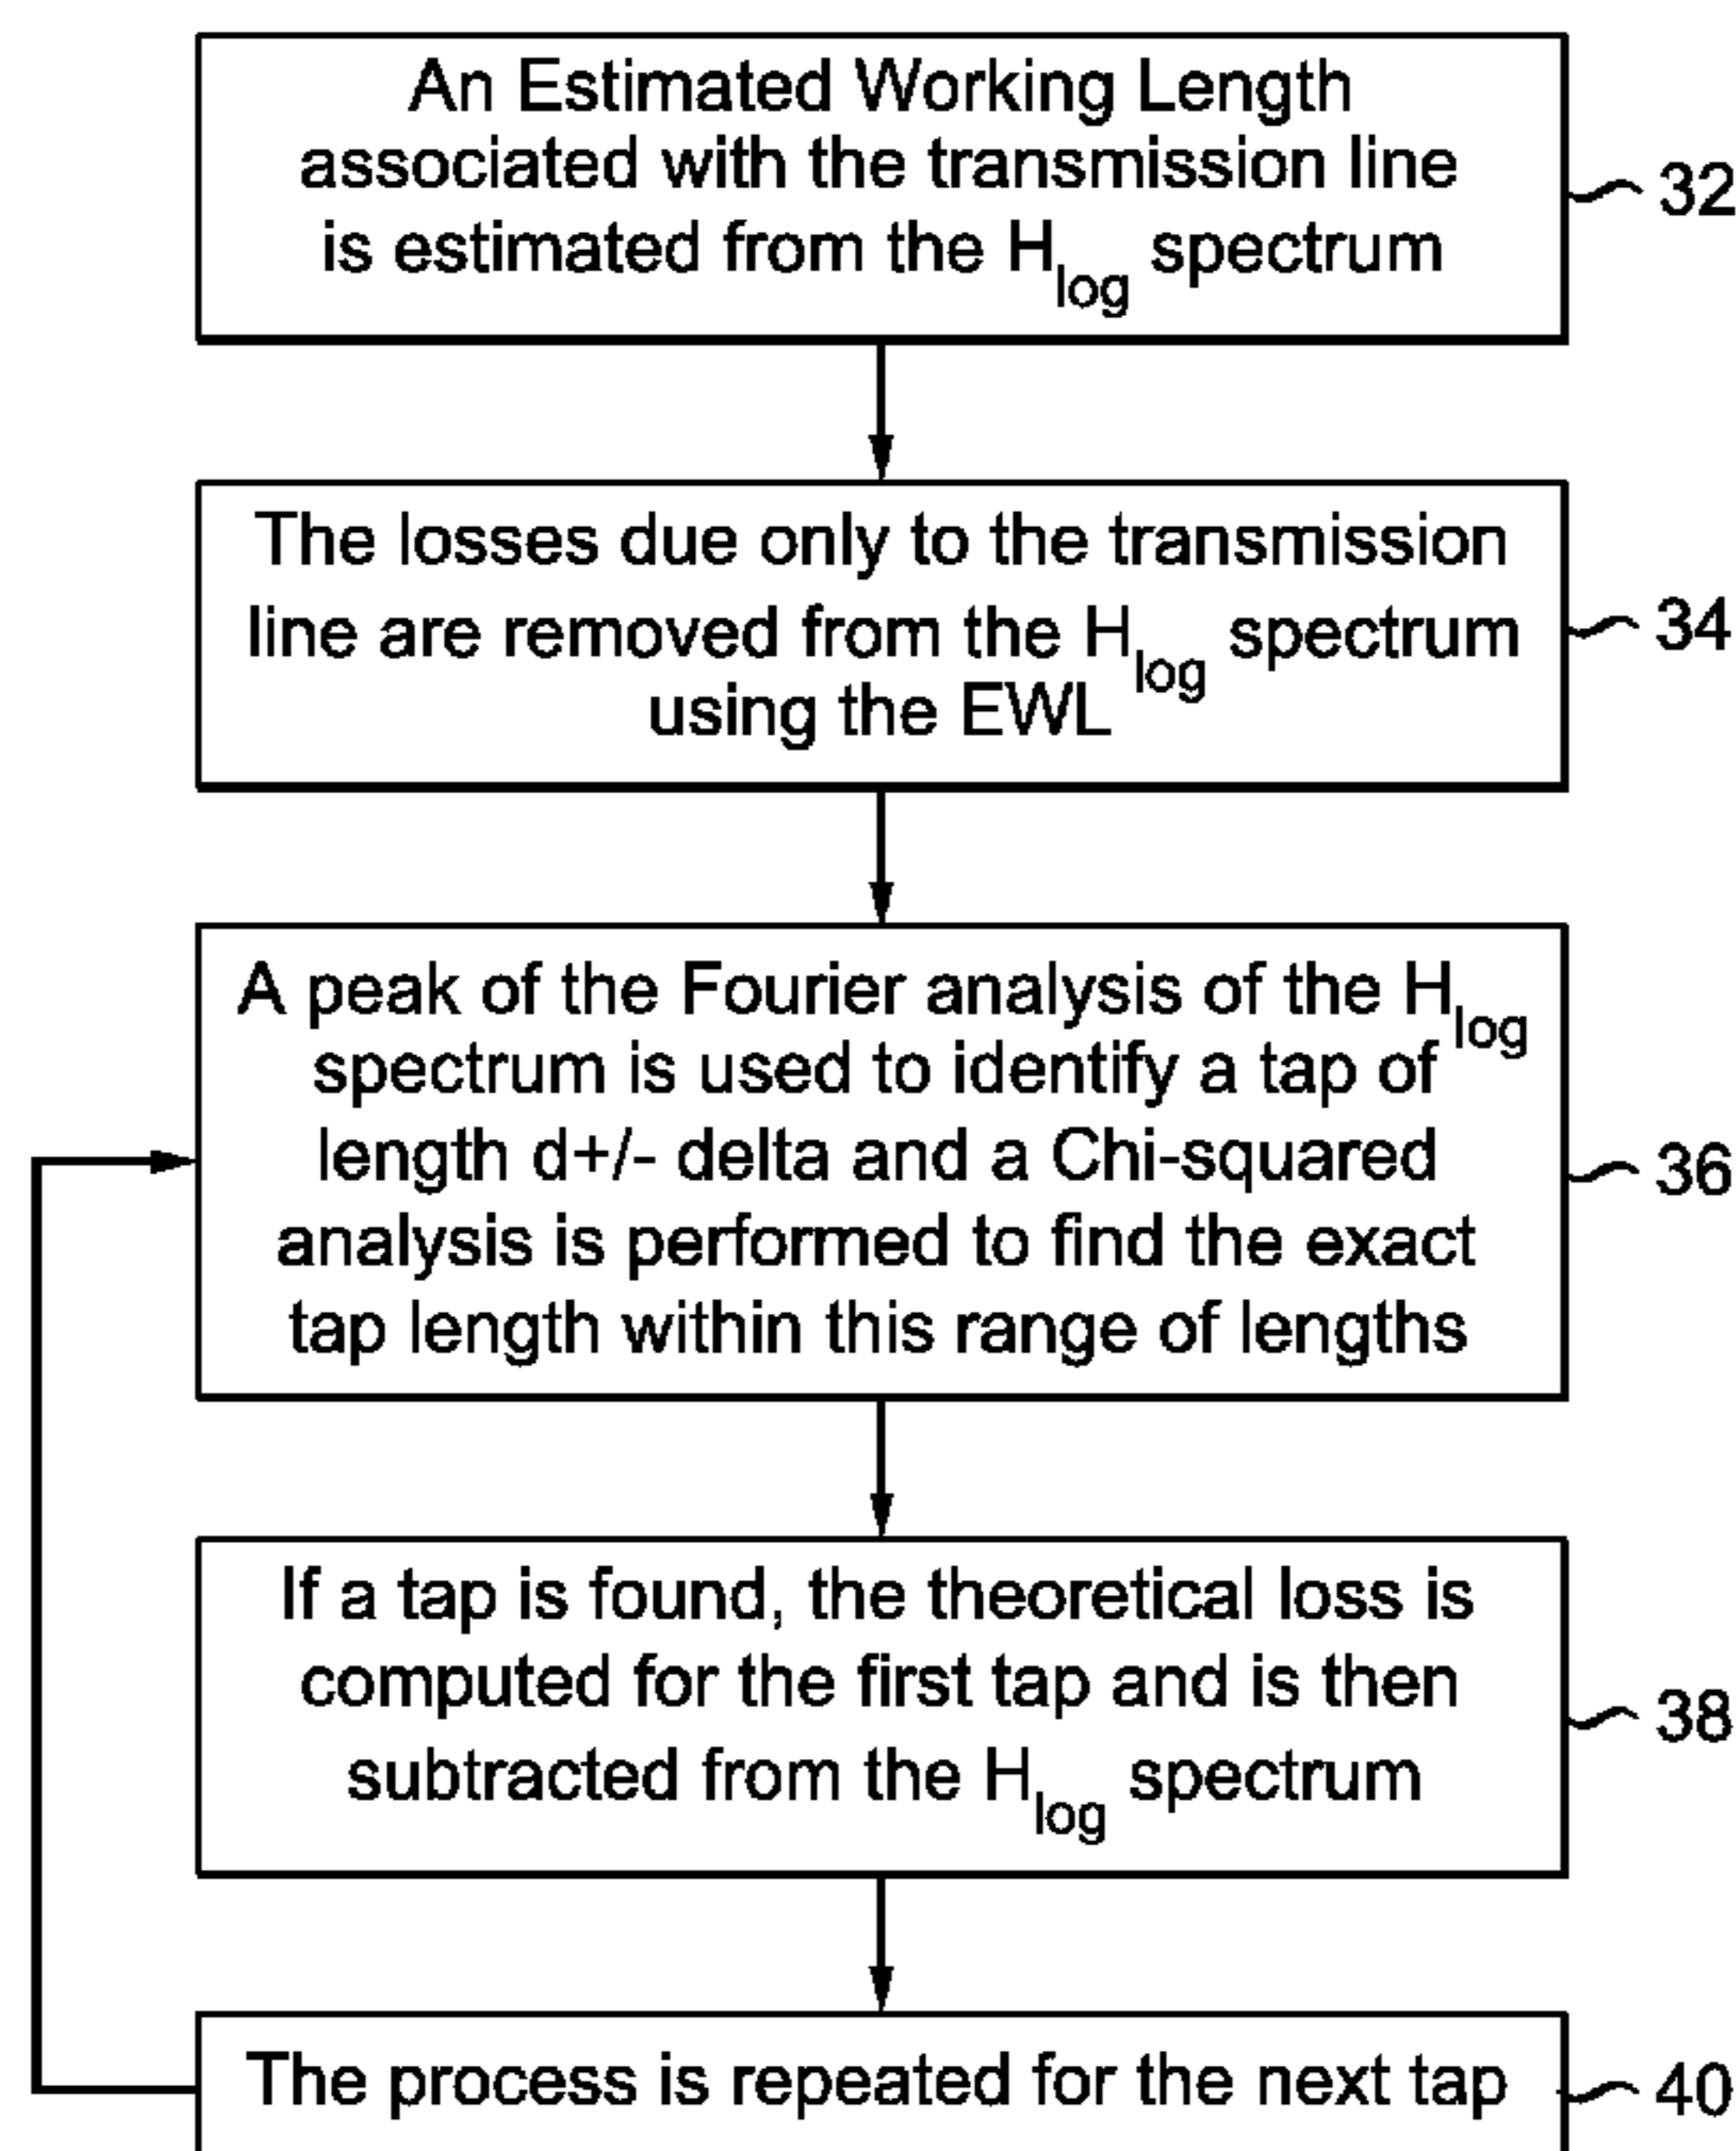 An Estimated Working Length
associated with the transmission line
is estimated from the Hlog spectrum
32
The losses due only to the transmission
line are removed from the Hlog spectrum
using the EWL
34
A peak of the Fourier analysis of the Hlog
spectrum is used to identify a tap of
length d+/- delta and a Chi-squared
analysis is performed to find the exact
tap length within this range of lengths
36
If a tap is found, the theoretical loss is
computed for the first tap and is then
subtracted from the Hlog spectrum
38
The process is repeated for the next tap
40